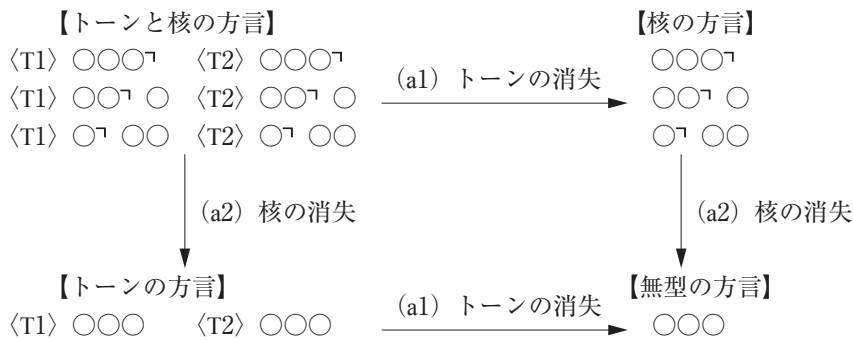 【トーンと核の方言】 【核の方言】
〈T1〉○○○┓ 〈T2〉○○○┓ ○○○┓
(a1) トーンの消失
〈T1〉○○┓○ 〈T2〉○○┓○ ○○┓○
〈T1〉○┓○○ 〈T2〉○┓○○ ○┓○○
(a2) 核の消失 (a2) 核の消失
【トーンの方言】 【無型の方言】
(a1) トーンの消失
〈T1〉○○○ 〈T2〉○○○ ○○○